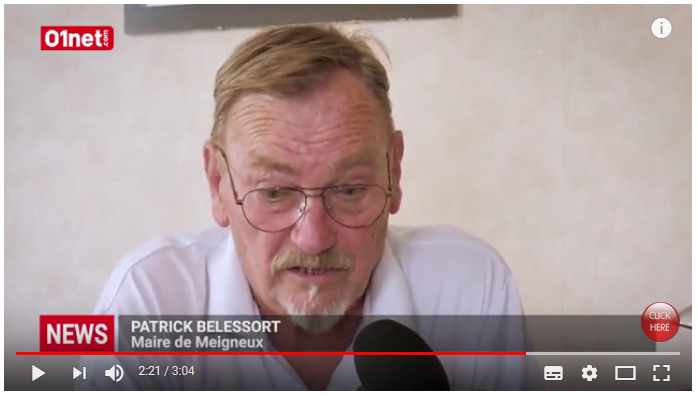 01net.com
i
PATRICK BELESSORT
NEWS
Maire de Meigneux
CLICK
HERE
2:21 / 3:04